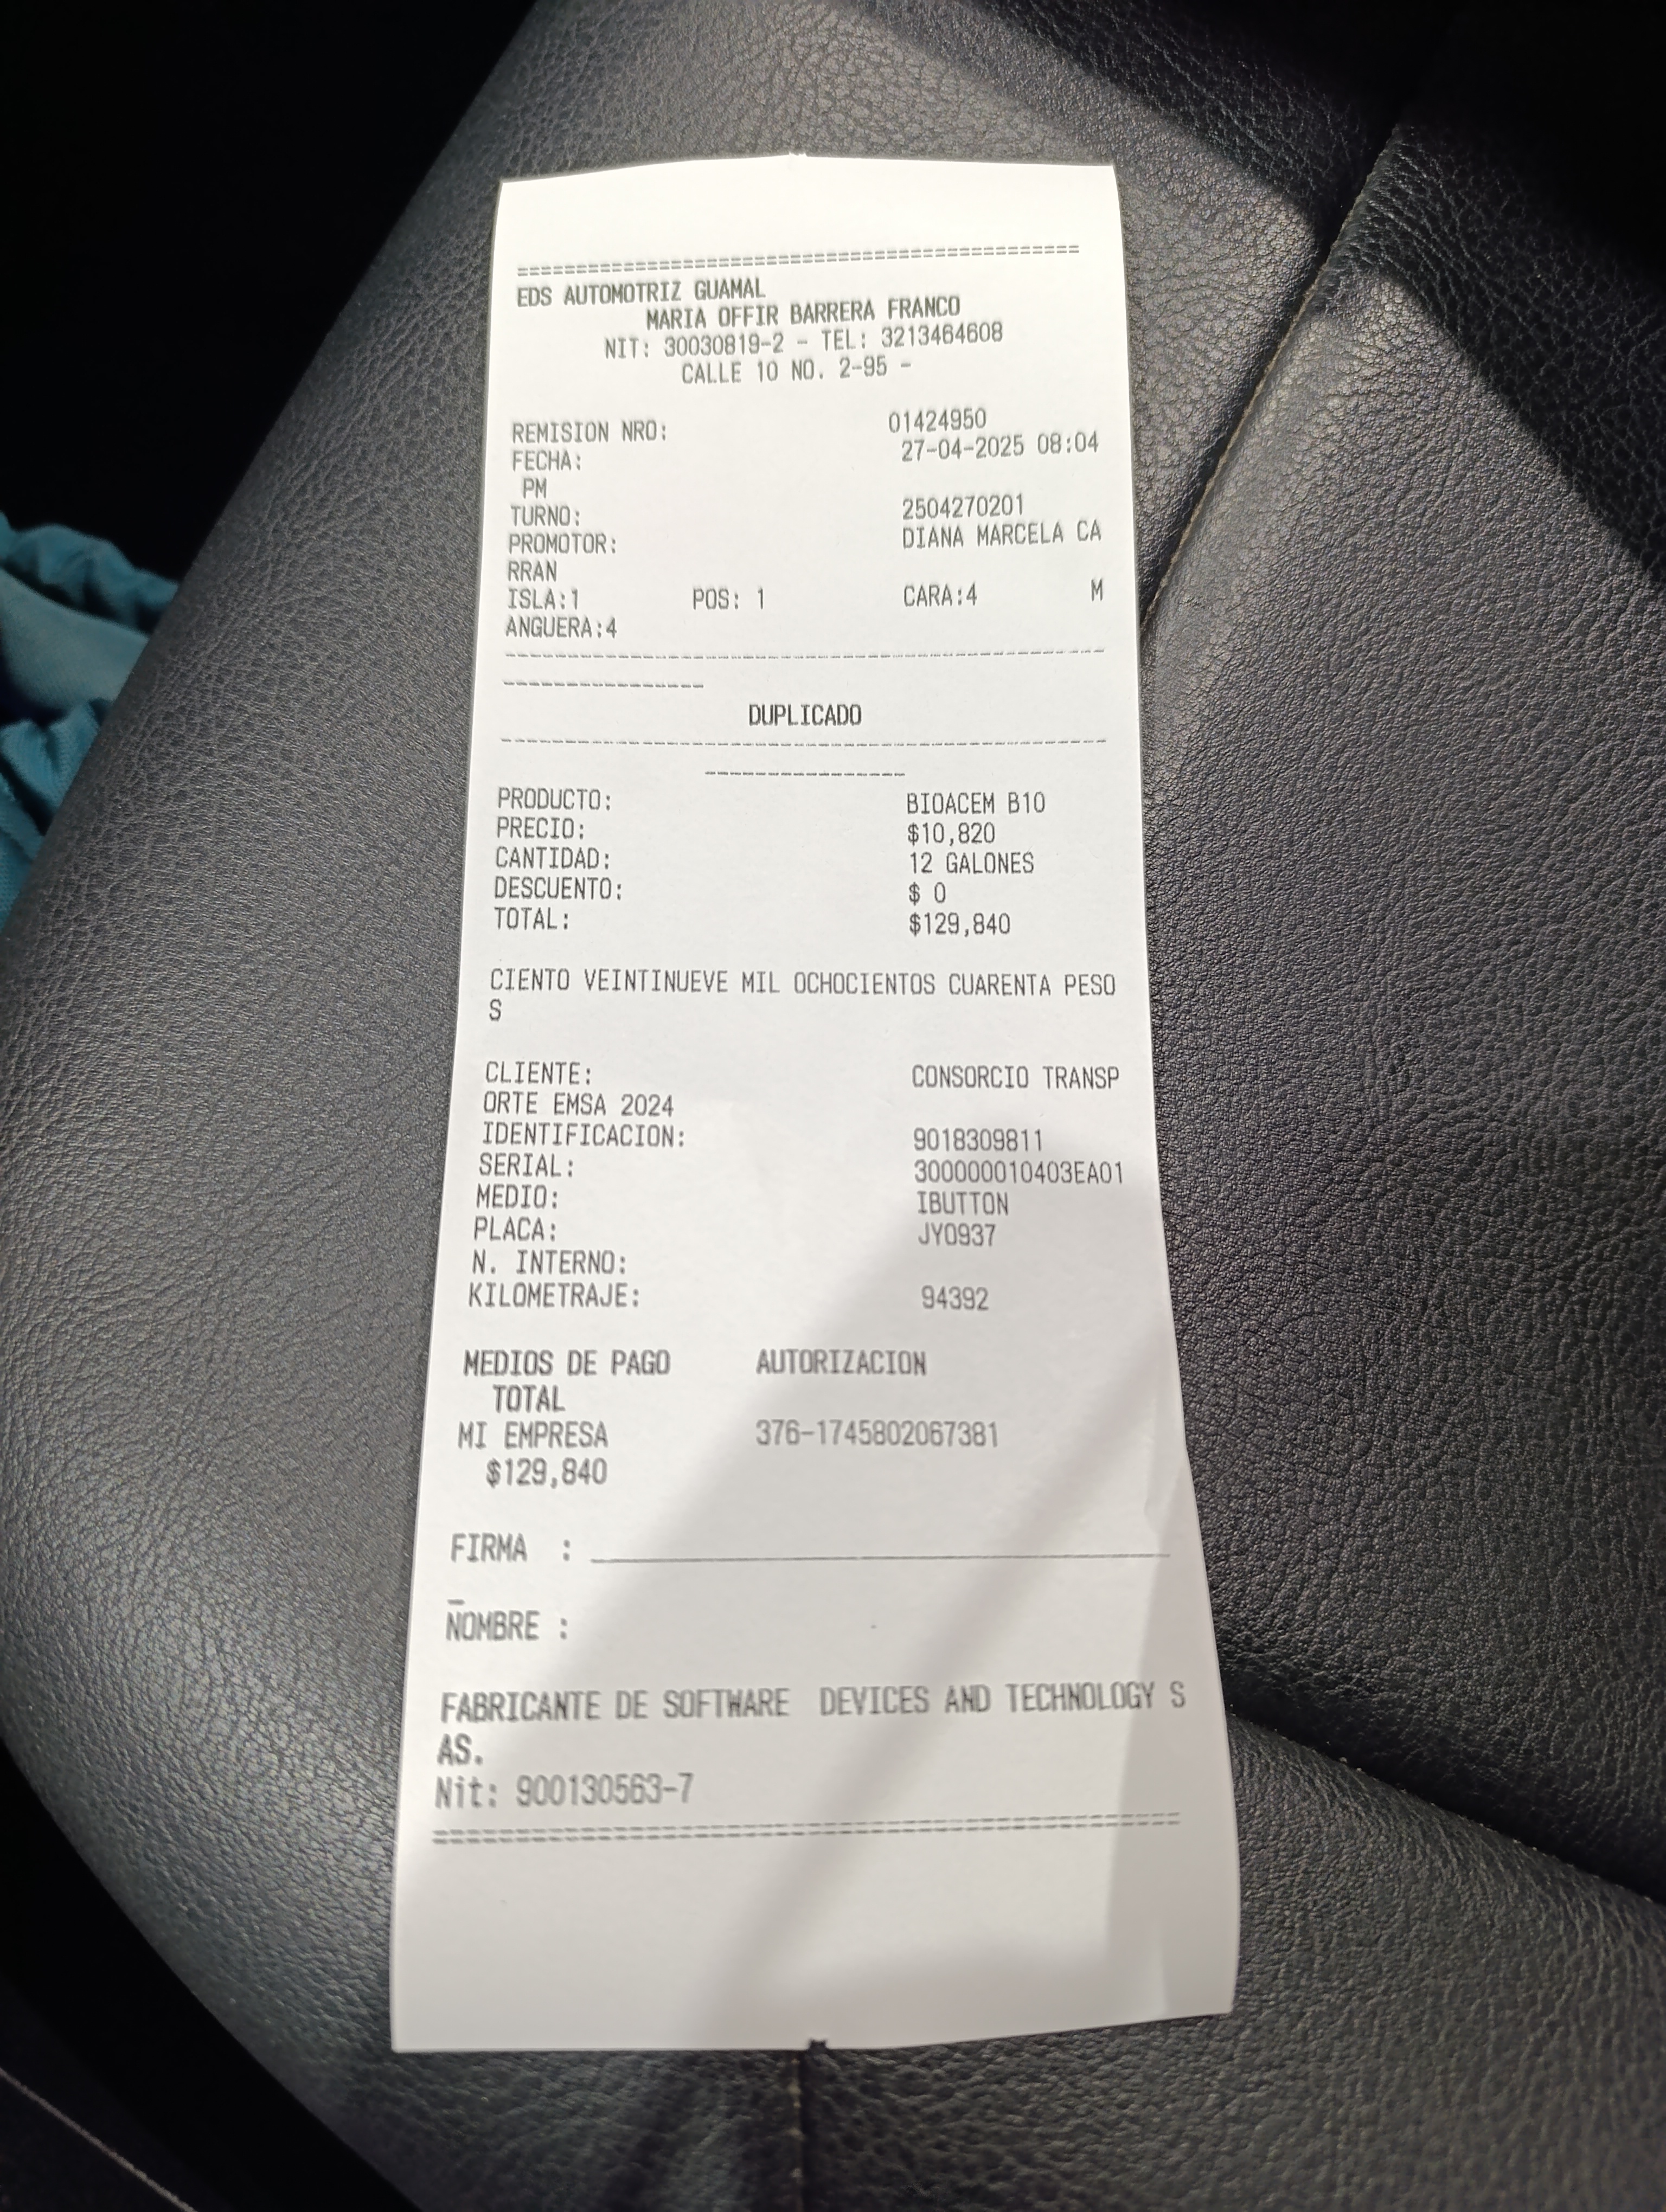 ================================================
EDS AUTOMOTRIZ GUAMAL
MARIA OFFIR BARRERA FRANCO
NIT: 30030819-2 - TEL: 3213464608
CALLE 10 NO. 2-95 -
REMISION NRO: 01424950
FECHA: 27-04-2025 08:04
PM
TURNO: 2504270201
PROMOTOR: DIANA MARCELA CA
RRAN
ISLA:1 POS: 1 CARA:4 M
ANGUERA:4
------------------------------------------------
----------------
DUPLICADO
------------------------------------------------
----------------
PRODUCTO: BIOACEM B10
PRECIO: $10,820
CANTIDAD: 12 GALONES
DESCUENTO: $ 0
TOTAL: $129,840
CIENTO VEINTINUEVE MIL OCHOCIENTOS CUARENTA PESO
S
CLIENTE: CONSORCIO TRANSP
ORTE EMSA 2024
IDENTIFICACION: 9018309811
SERIAL: 300000010403EA01
MEDIO: IBUTTON
PLACA: JYO937
N. INTERNO:
KILOMETRAJE: 94392
MEDIOS DE PAGO AUTORIZACION
TOTAL
MI EMPRESA 376-1745802067381
$129,840
FIRMA : ______________________________
_
NOMBRE :
FABRICANTE DE SOFTWARE DEVICES AND TECHNOLOGY S
AS.
Nit: 900130563-7
================================================